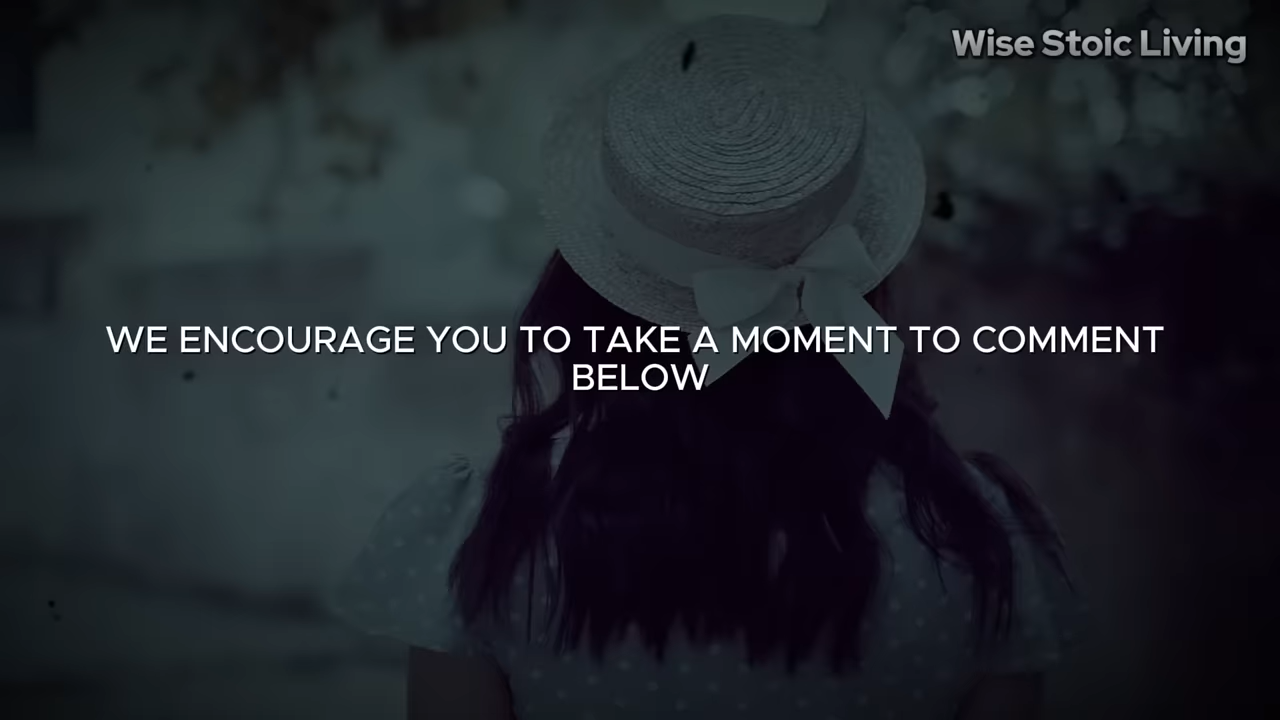 Wise Stoic Living
WE ENCOURAGE YOU TO TAKE A MOMENT TO COMMENT
BELOW